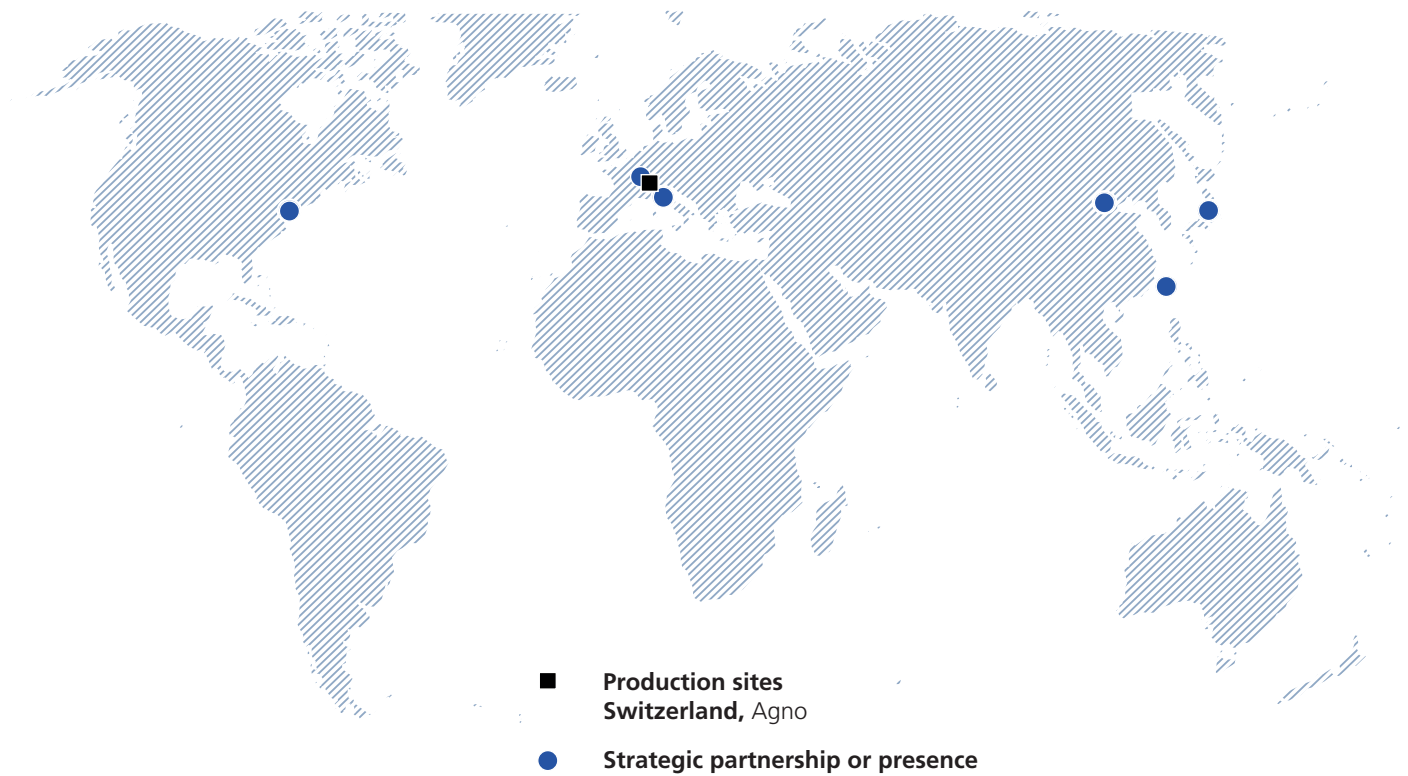 Production sites
Switzerland, Agno
Strategic partnership or presence